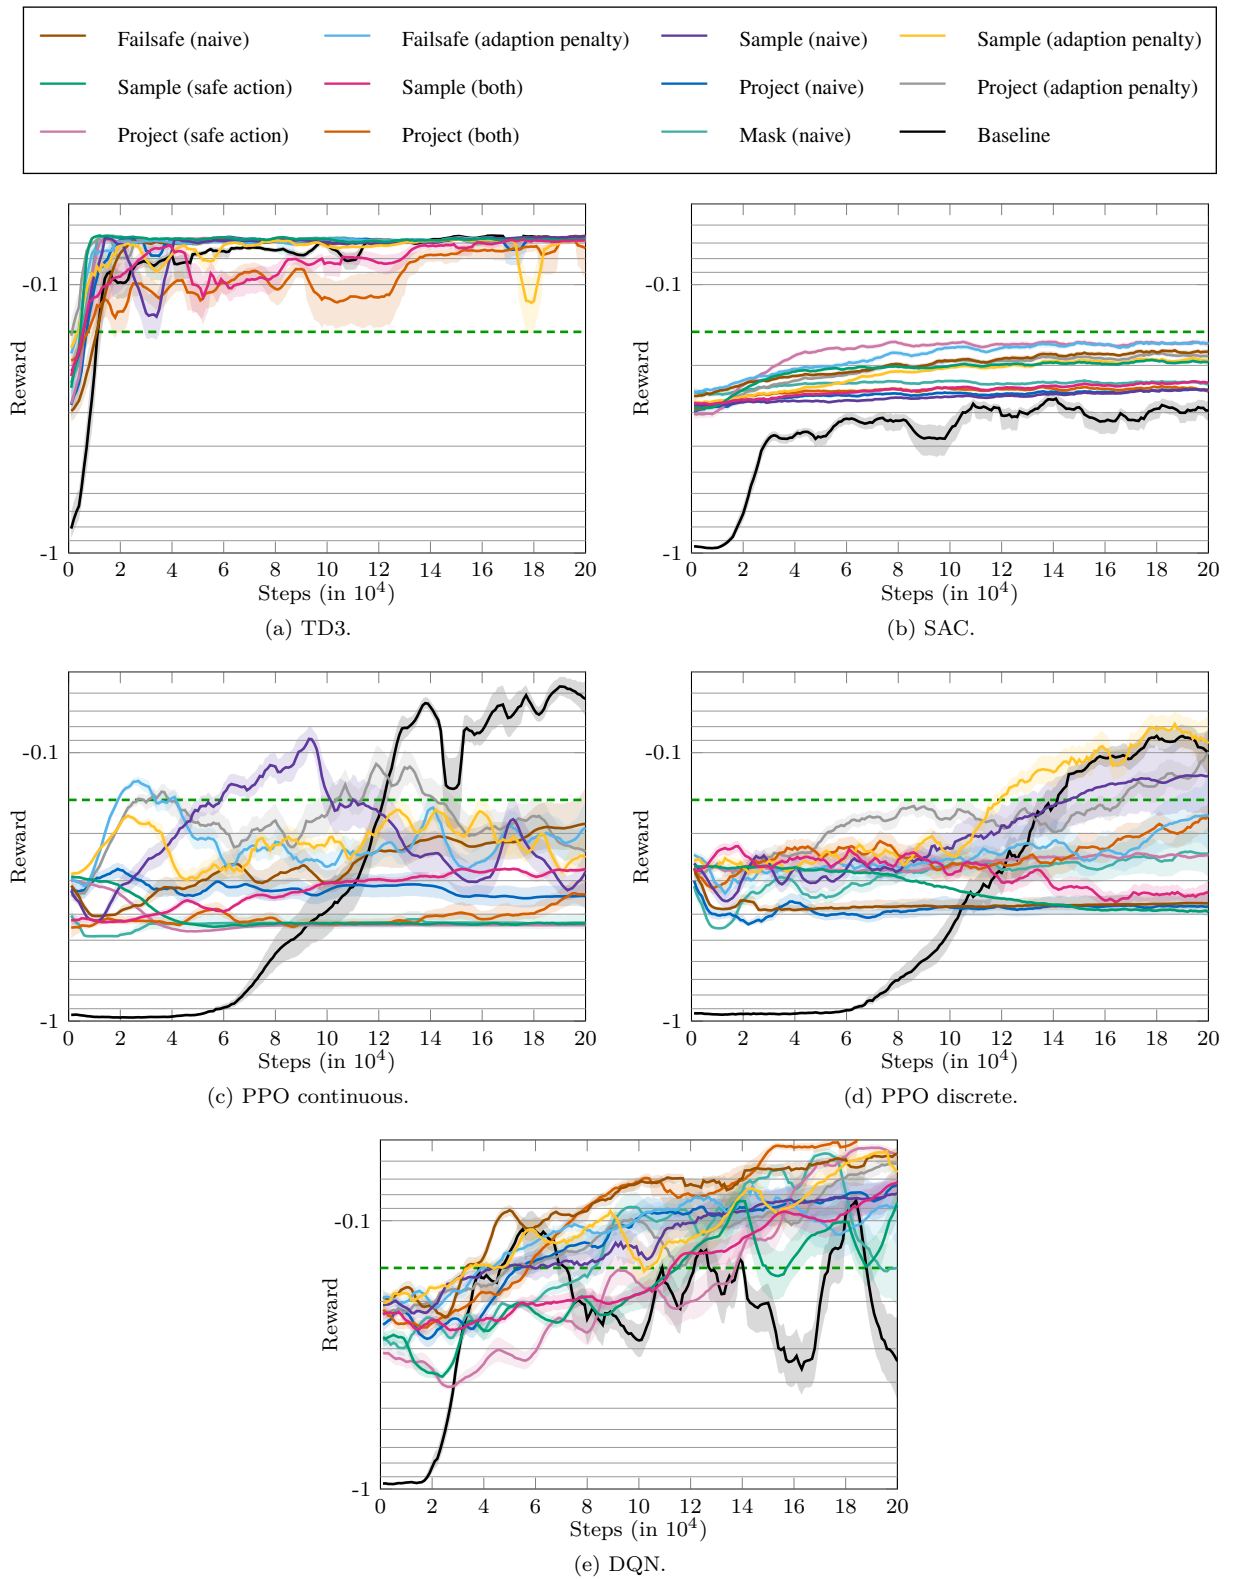 Failsafe (naive) Failsafe (adaption penalty) Sample (naive) Sample (adaption penalty)
Sample (safe action) Sample (both) Project (naive) Project (adaption penalty)
Project (safe action) Project (both) Mask (naive) Baseline
-0.1 -0.1
Reward Reward
-1 -1
0 2 4 6 8 10 12 14 16 18 20 0 2 4 6 8 10 12 14 16 18 20
Steps (in 10^4) Steps (in 10^4)
(a) TD3. (b) SAC.
-0.1 -0.1
Reward Reward
-1 -1
0 2 4 6 8 10 12 14 16 18 20 0 2 4 6 8 10 12 14 16 18 20
Steps (in 10^4) Steps (in 10^4)
(c) PPO continuous. (d) PPO discrete.
-0.1
Reward
-1
0 2 4 6 8 10 12 14 16 18 20
Steps (in 10^4)
(e) DQN.